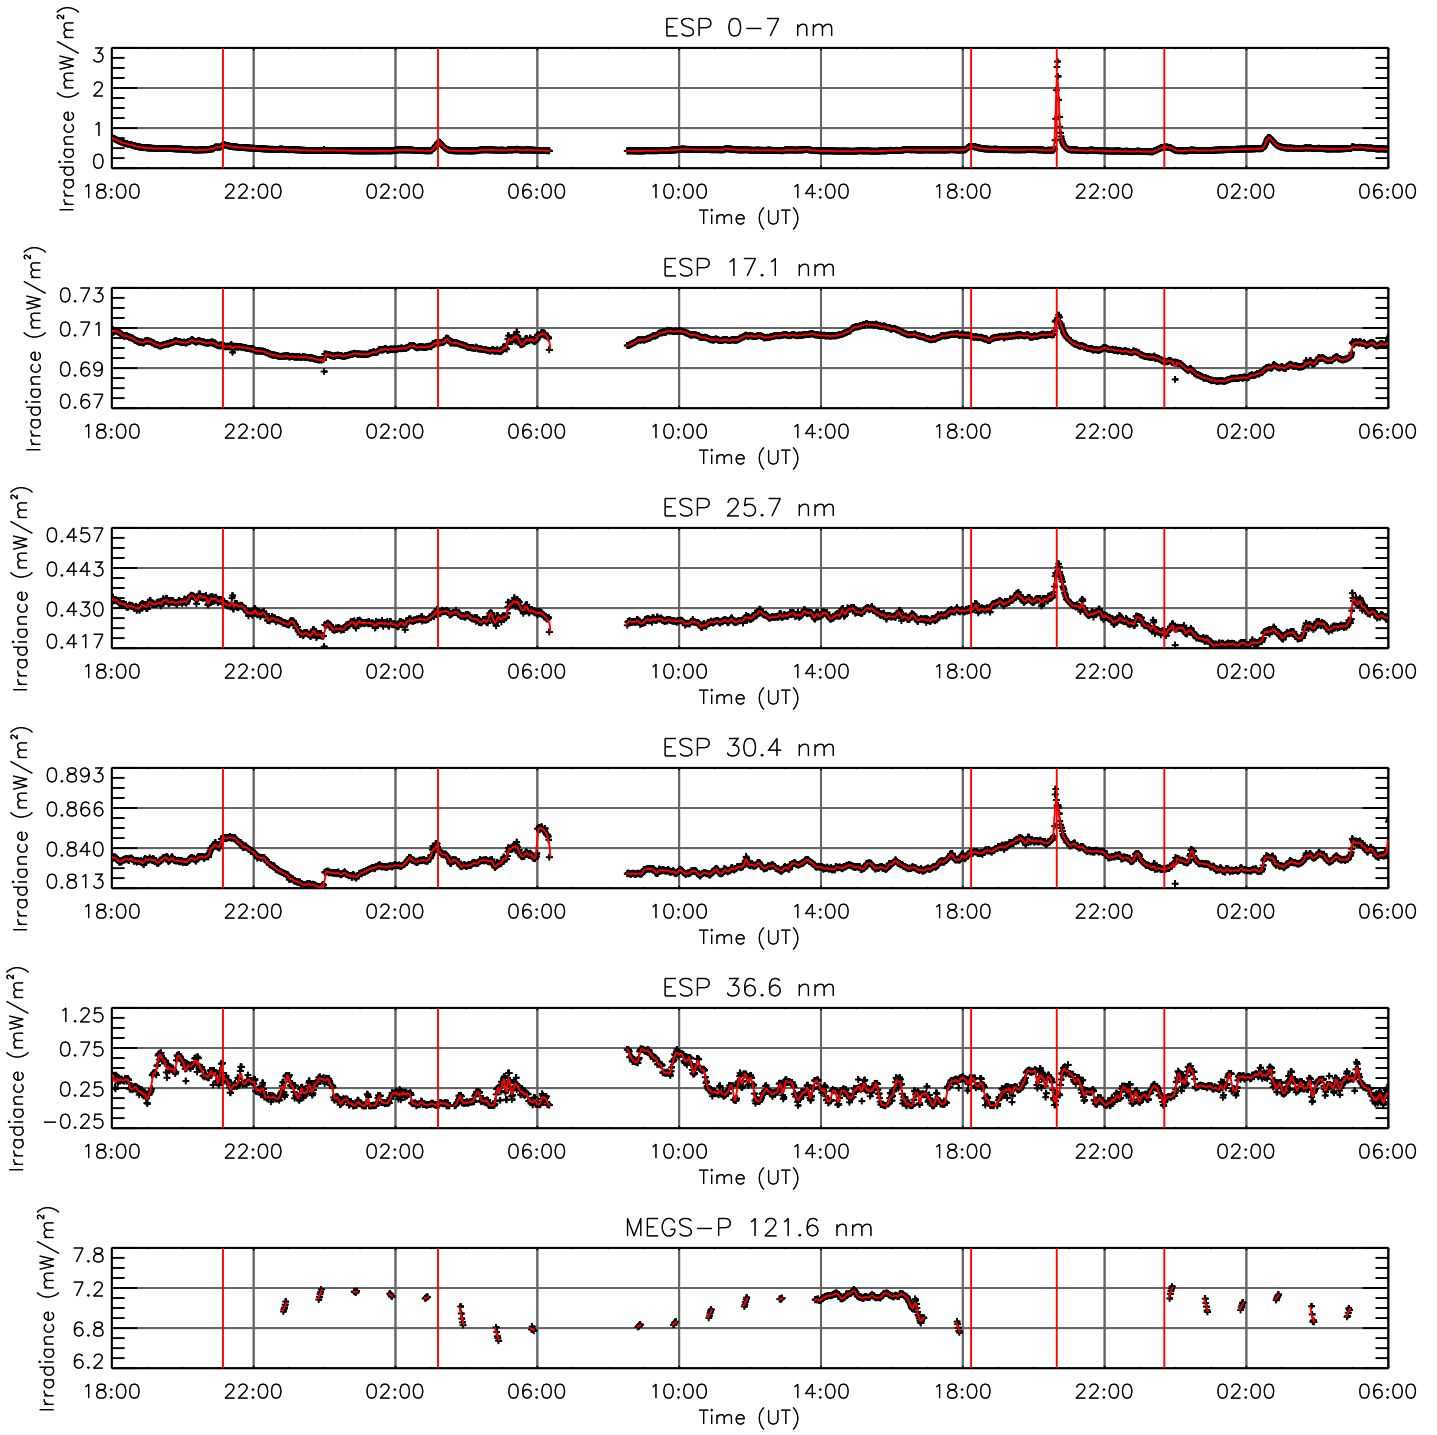 ESP 0−7 nm
Irradiance (mW/m²)
3
2
1
0
18:00 22:00 02:00 06:00 10:00 14:00 18:00 22:00 02:00 06:00
Time (UT)
ESP 17.1 nm
Irradiance (mW/m²)
0.73
0.71
0.69
0.67
18:00 22:00 02:00 06:00 10:00 14:00 18:00 22:00 02:00 06:00
Time (UT)
ESP 25.7 nm
Irradiance (mW/m²)
0.457
0.443
0.430
0.417
18:00 22:00 02:00 06:00 10:00 14:00 18:00 22:00 02:00 06:00
Time (UT)
ESP 30.4 nm
Irradiance (mW/m²)
0.893
0.866
0.840
0.813
18:00 22:00 02:00 06:00 10:00 14:00 18:00 22:00 02:00 06:00
Time (UT)
ESP 36.6 nm
Irradiance (mW/m²)
1.25
0.75
0.25
−0.25
18:00 22:00 02:00 06:00 10:00 14:00 18:00 22:00 02:00 06:00
Time (UT)
MEGS−P 121.6 nm
Irradiance (mW/m²)
7.8
7.2
6.8
6.2
18:00 22:00 02:00 06:00 10:00 14:00 18:00 22:00 02:00 06:00
Time (UT)